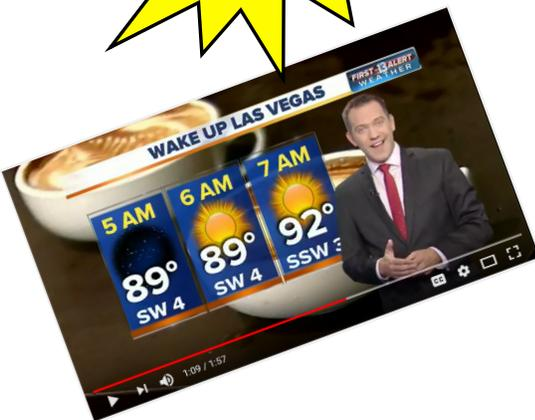 FIRST 13 ALERT
WEATHER
WAKE UP LAS VEGAS
5 AM
89°
SW 4
6 AM
89°
SW 4
7 AM
92°
SSW 3
1:09 / 1:57
CC